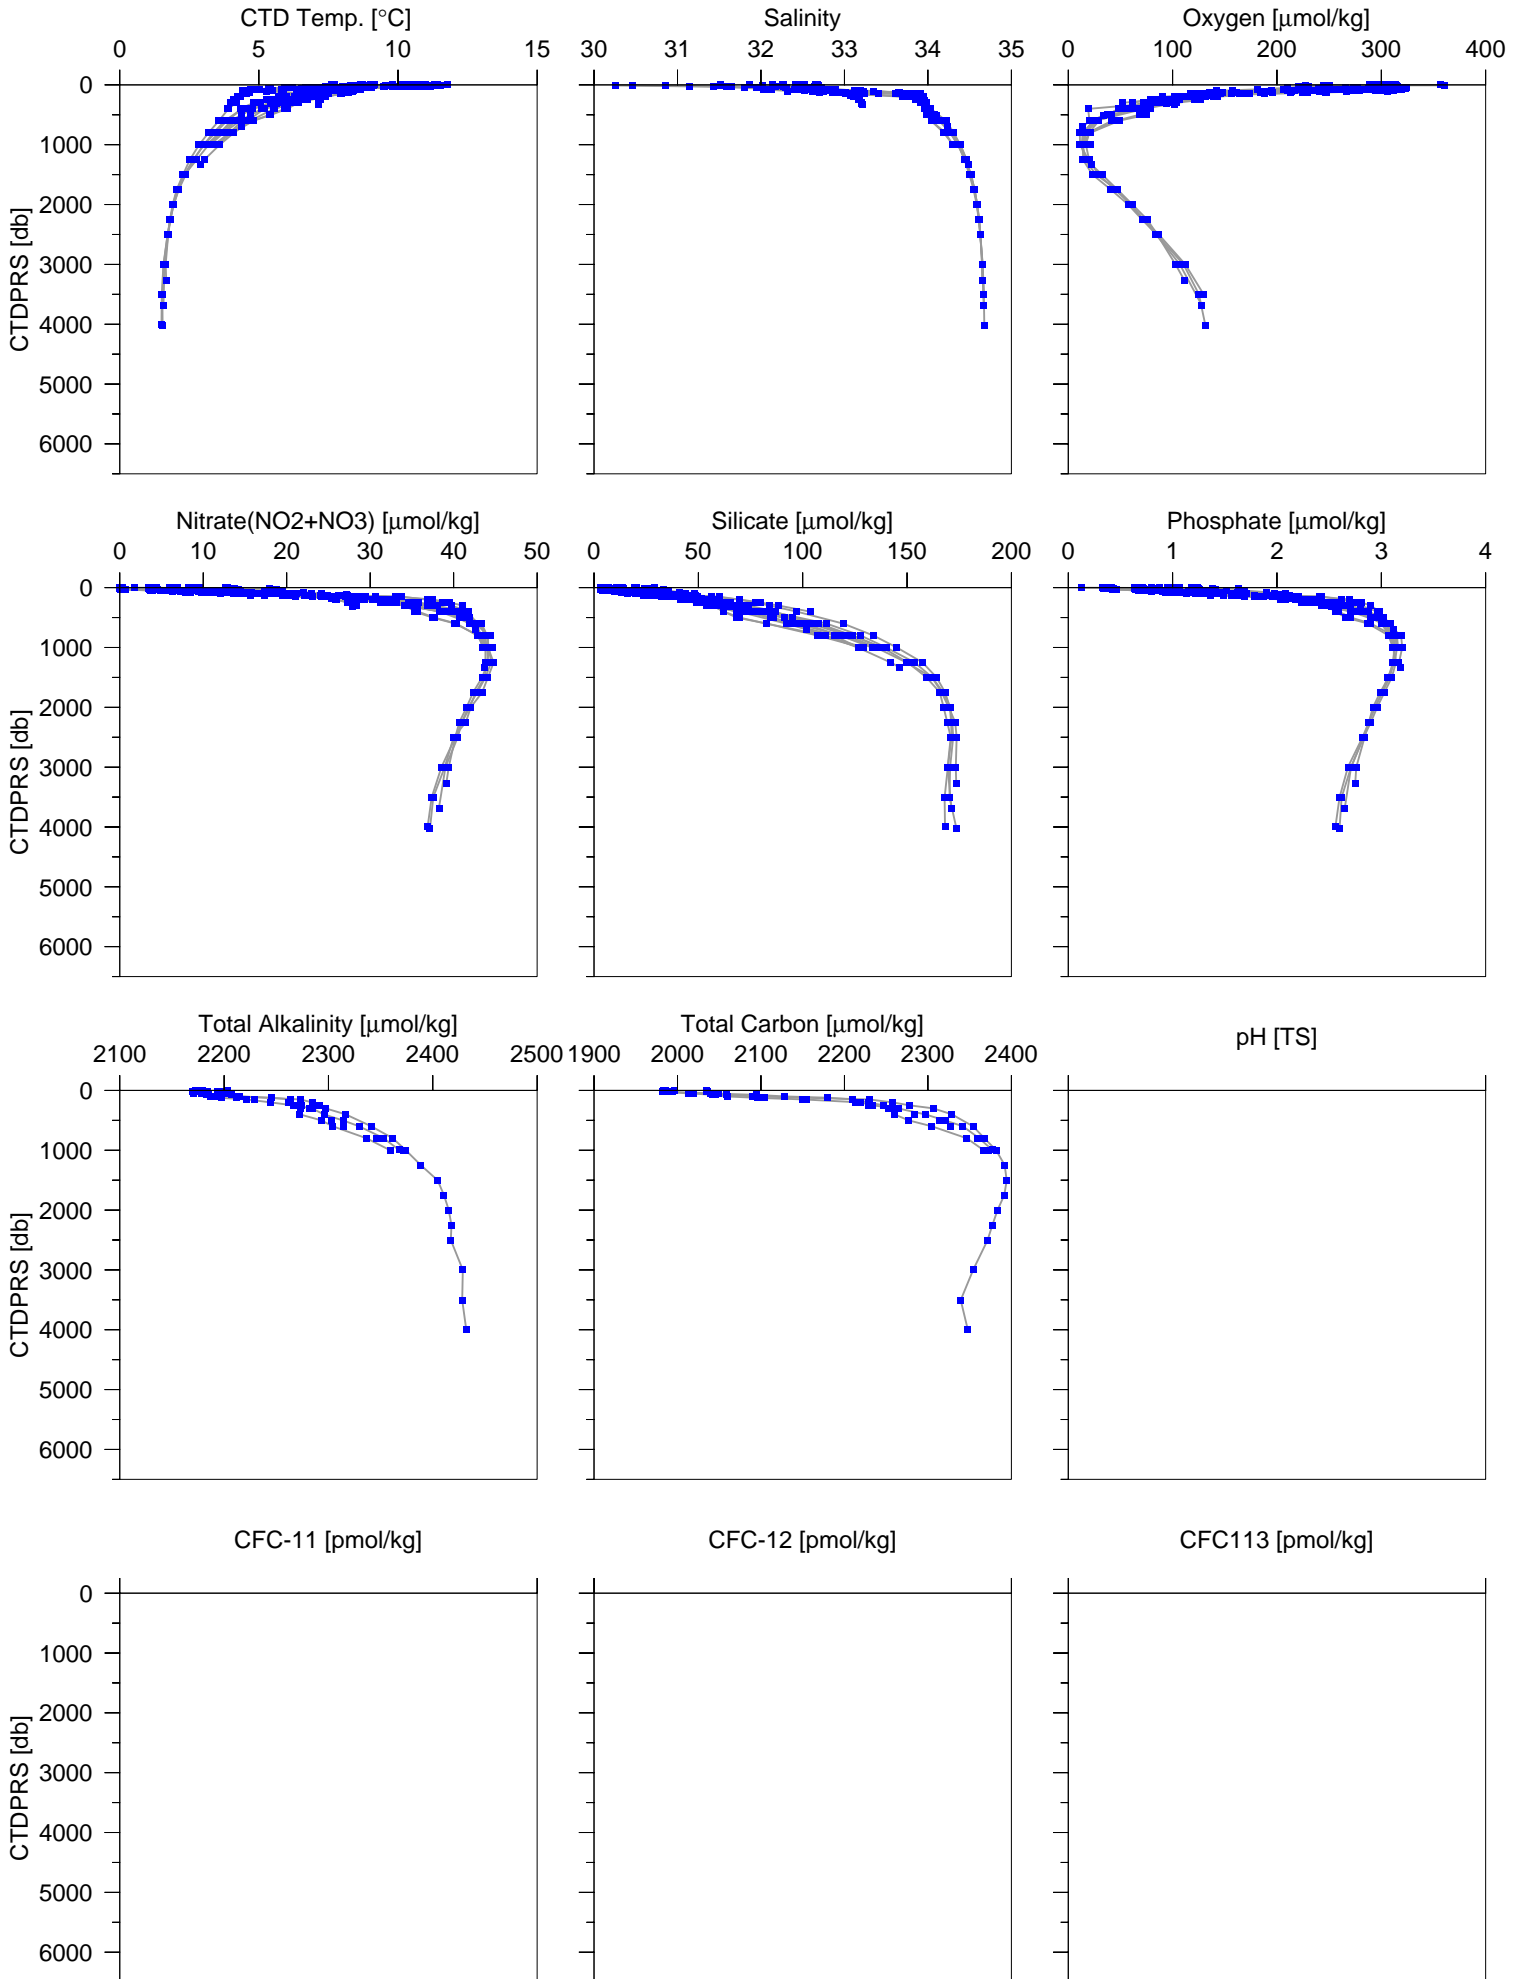 CTD Temp. [°C] Salinity Oxygen [μmol/kg]
0 5 10 15 30 31 32 33 34 35 0 100 200 300 400
0
1000
2000
3000
4000
5000
6000
CTDPRS [db]
Nitrate(NO2+NO3) [μmol/kg] Silicate [μmol/kg] Phosphate [μmol/kg]
0 10 20 30 40 50 0 50 100 150 200 0 1 2 3 4
0
1000
2000
3000
4000
5000
6000
CTDPRS [db]
Total Alkalinity [μmol/kg] Total Carbon [μmol/kg] pH [TS]
2100 2200 2300 2400 2500 1900 2000 2100 2200 2300 2400
0
1000
2000
3000
4000
5000
6000
CTDPRS [db]
CFC-11 [pmol/kg] CFC-12 [pmol/kg] CFC113 [pmol/kg]
0
1000
2000
3000
4000
5000
6000
CTDPRS [db]